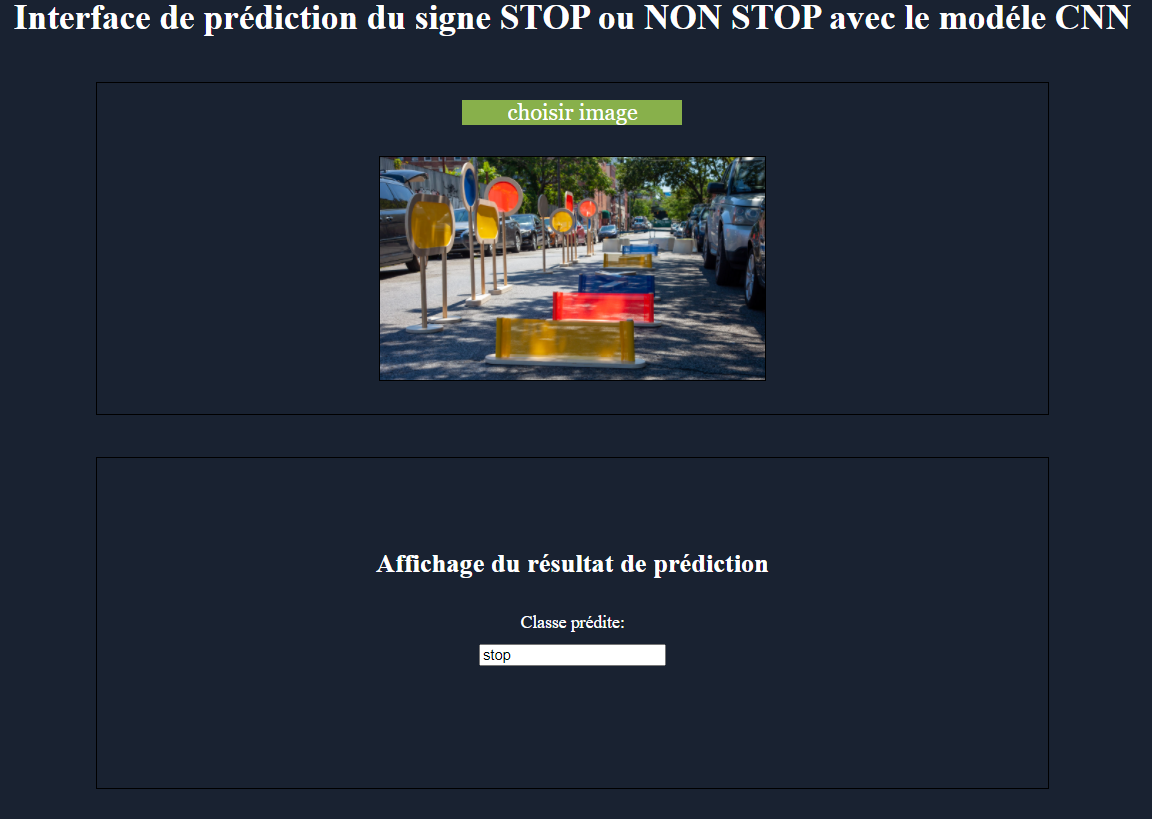 Interface de prédiction du signe STOP ou NON STOP avec le modéle CNN
choisir image
Affichage du résultat de prédiction
Classe prédite:
stop